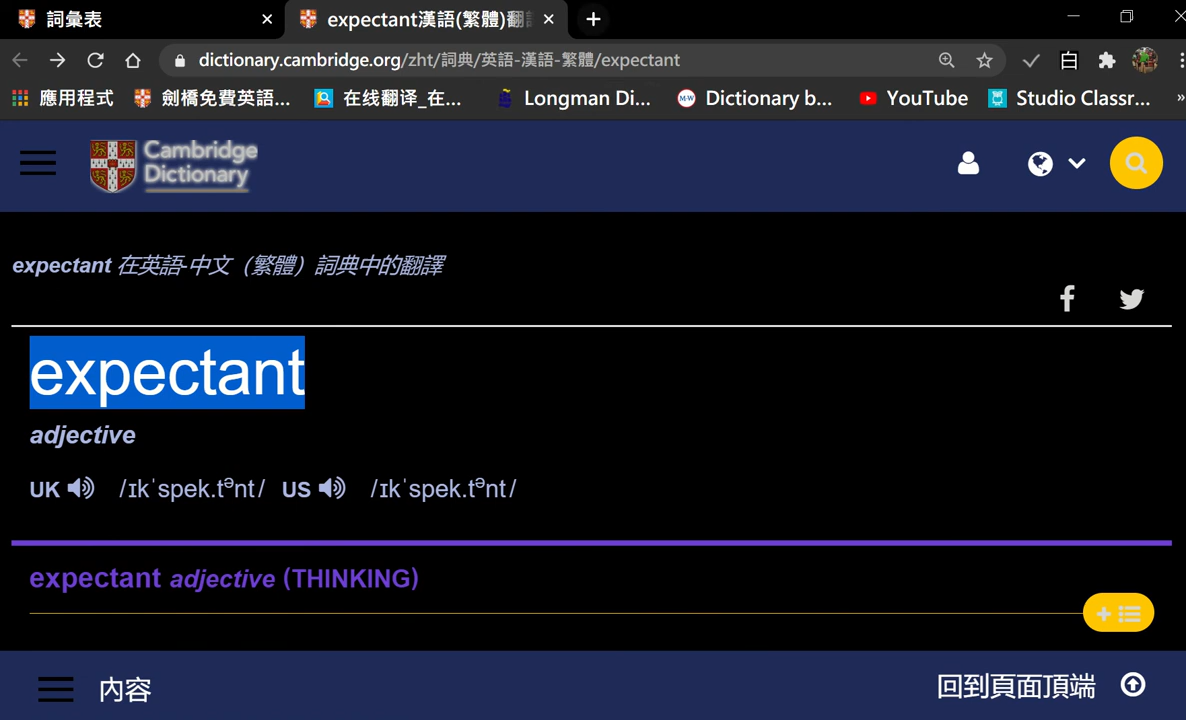 詞彙表
expectant漢語(繁體)翻
dictionary.cambridge.org/zht/詞典/英語-漢語-繁體/expectant
應用程式 劍橋免費英語... 在线翻译_在... Longman Di... Dictionary b... YouTube Studio Classr... »
Cambridge
Dictionary
expectant 在英語-中文（繁體）詞典中的翻譯
expectant
adjective
UK /ɪkˈspek.tᵊnt/ US /ɪkˈspek.tᵊnt/
expectant adjective (THINKING)
內容
回到頁面頂端